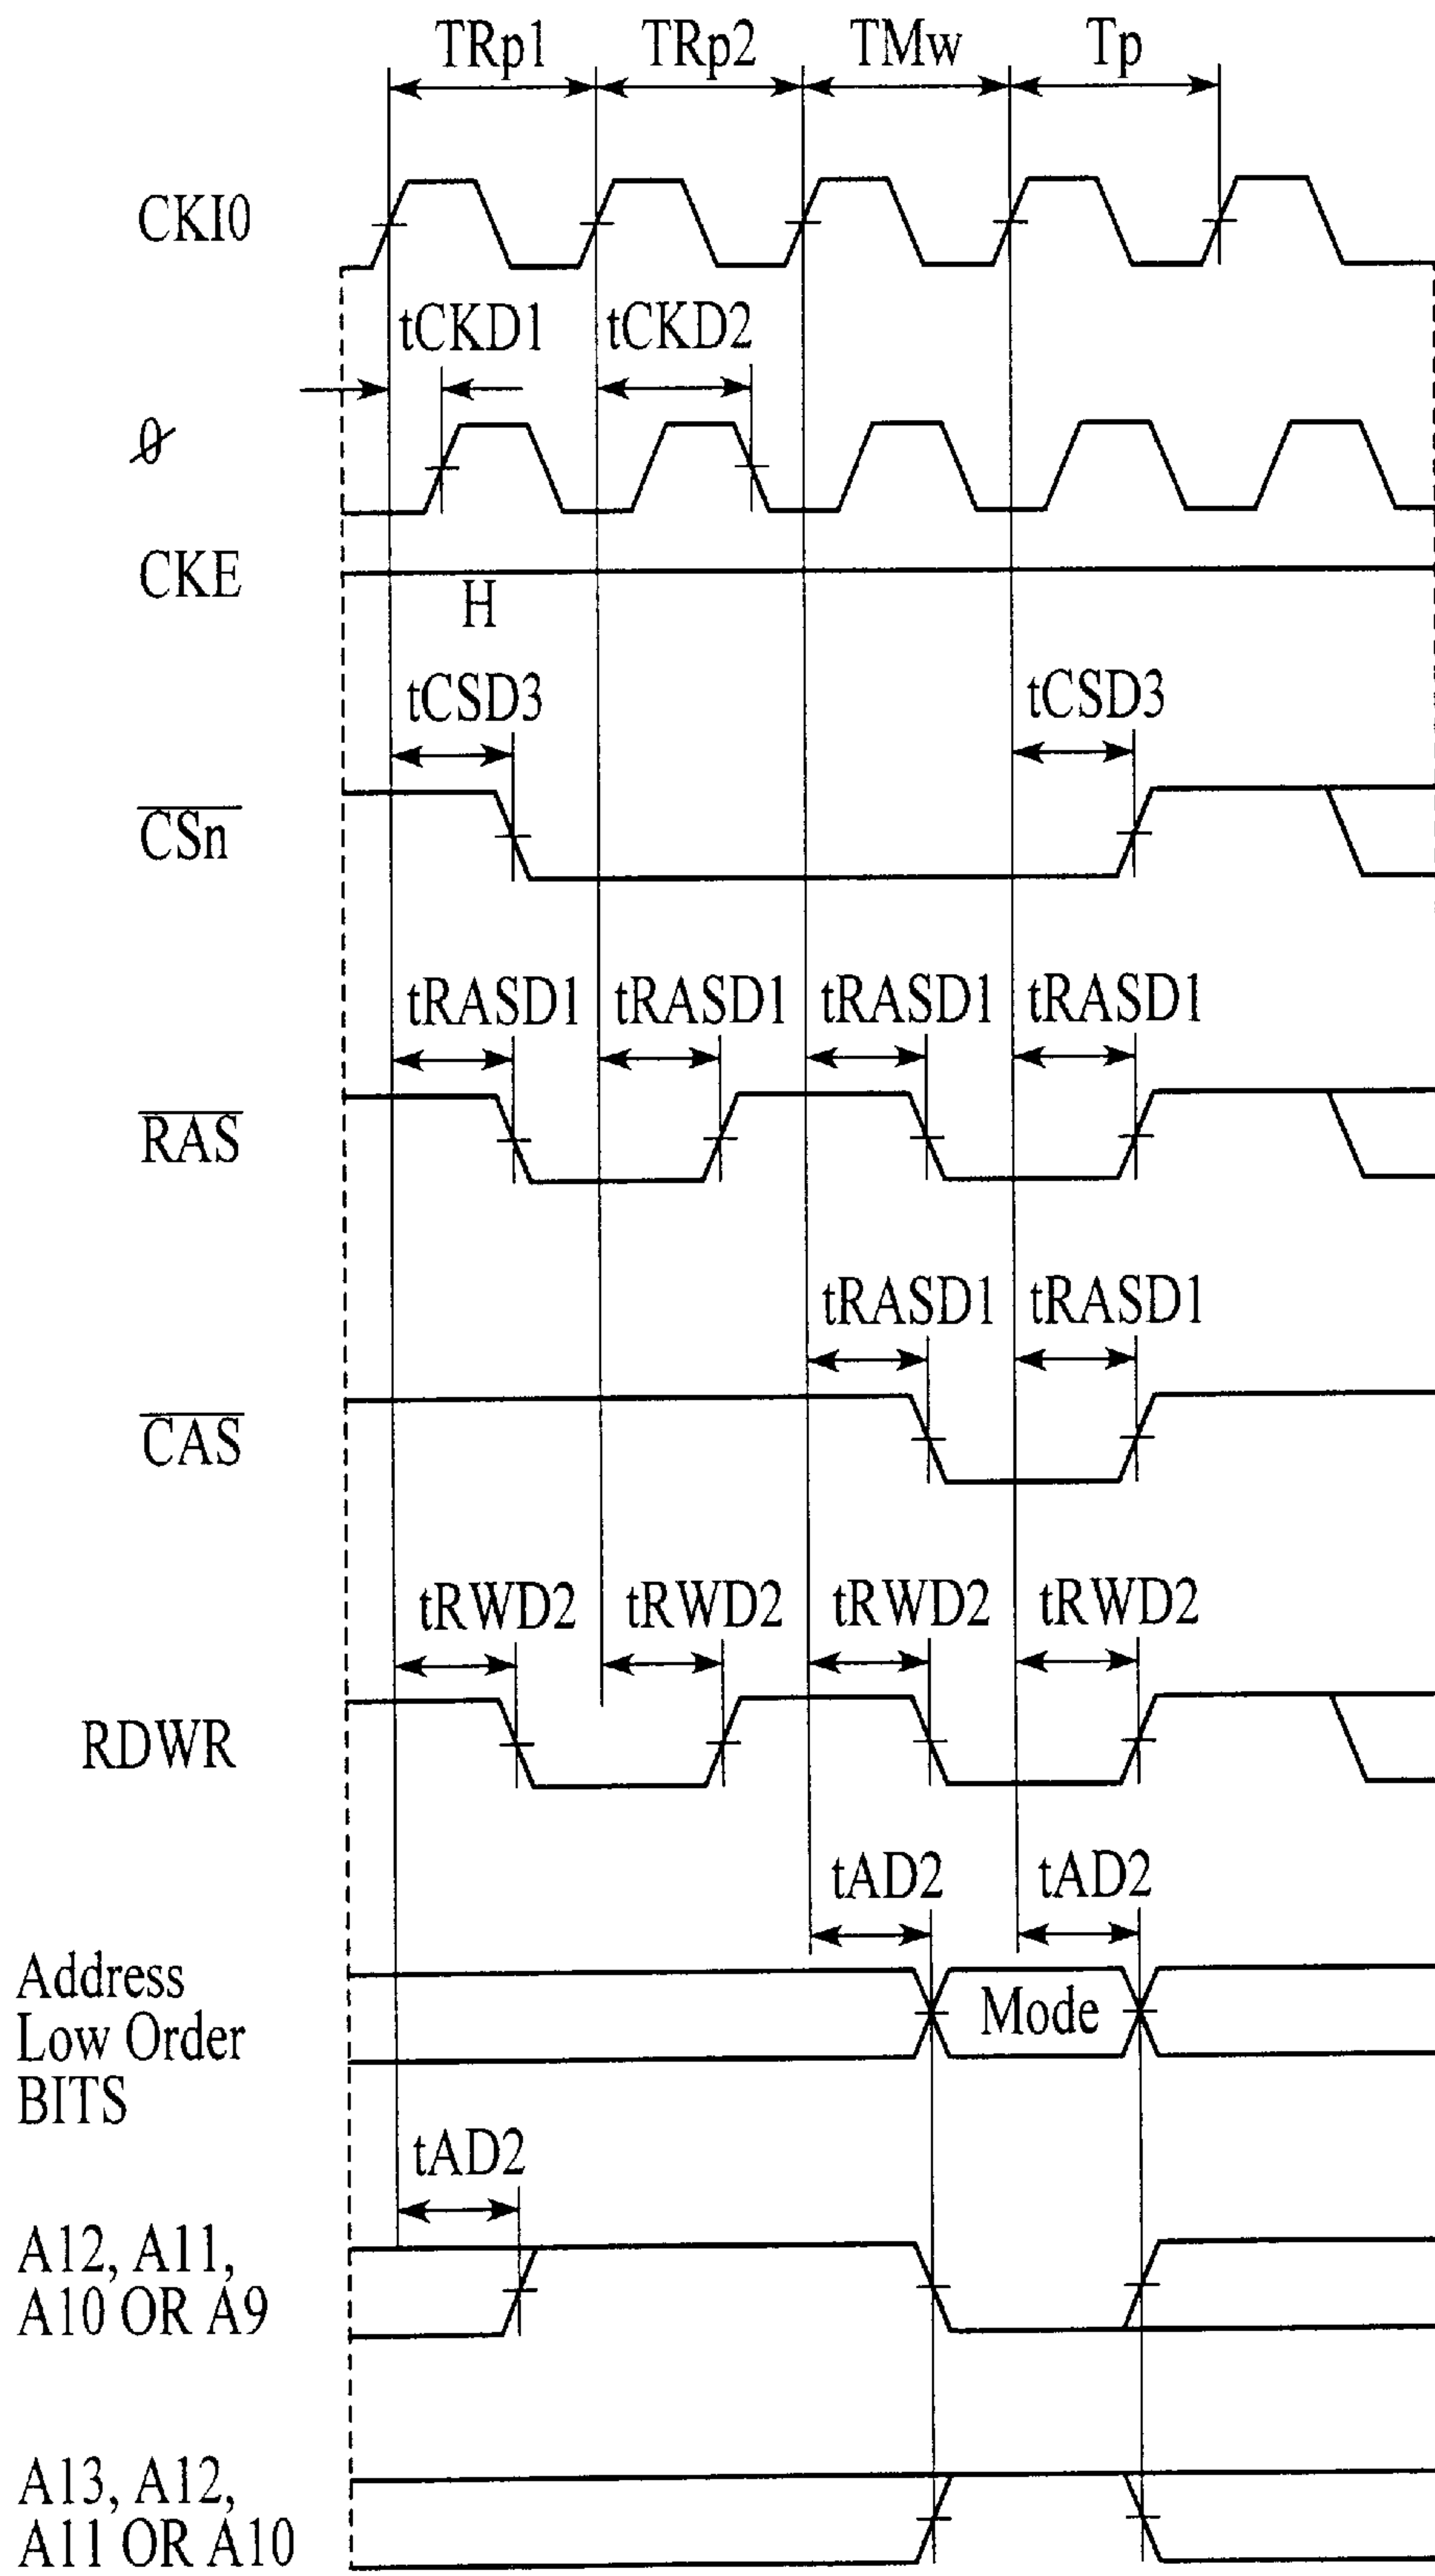 TRp1 TRp2 TMw Tp
CKI0
tCKD1 tCKD2
φ
CKE
H
tCSD3 tCSD3
CSn
tRASD1 tRASD1 tRASD1 tRASD1
RAS
tRASD1 tRASD1
CAS
tRWD2 tRWD2 tRWD2 tRWD2
RDWR
tAD2 tAD2
Address
Low Order
BITS
Mode
tAD2
A12, A11,
A10 OR A9
A13, A12,
A11 OR A10